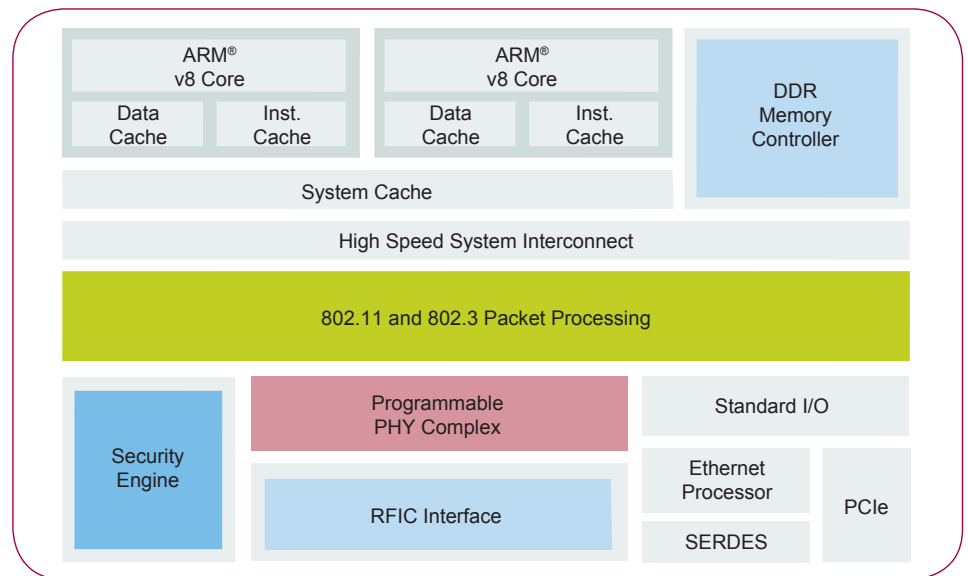 ARM®
v8 Core
Data
Cache
Inst.
Cache
ARM®
v8 Core
Data
Cache
Inst.
Cache
DDR
Memory
Controller
System Cache
High Speed System Interconnect
802.11 and 802.3 Packet Processing
Security
Engine
Programmable
PHY Complex
RFIC Interface
Standard I/O
Ethernet
Processor
SERDES
PCIe